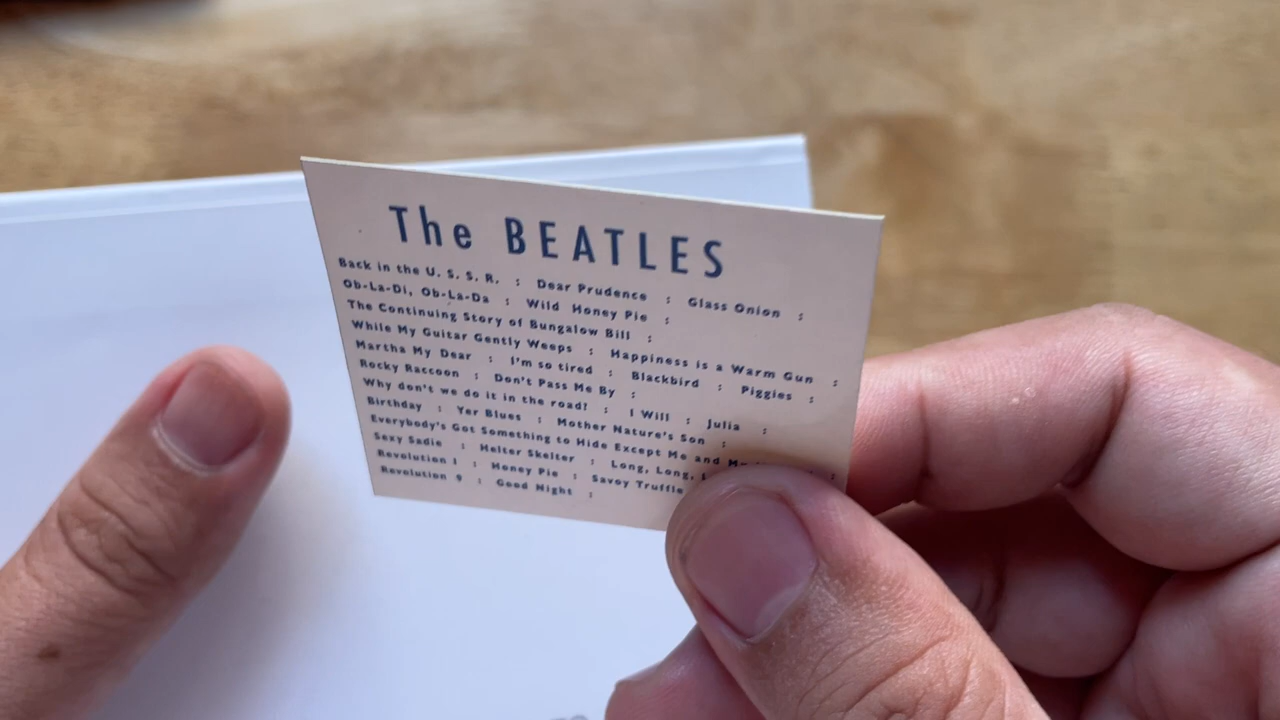 The BEATLES
Back in the U. S. S. R. : Dear Prudence : Glass Onion :
Ob-La-Di, Ob-La-Da : Wild Honey Pie :
The Continuing Story of Bungalow Bill :
While My Guitar Gently Weeps : Happiness is a Warm Gun :
Martha My Dear : I'm so tired : Blackbird : Piggies :
Rocky Raccoon : Don't Pass Me By :
Why don't we do it in the road? : I Will : Julia :
Birthday : Yer Blues : Mother Nature's Son :
Everybody's Got Something to Hide Except Me and :
Sexy Sadie : Helter Skelter : Long, Long,
Revolution 1 : Honey Pie : Savoy Truffle
Revolution 9 : Good Night :